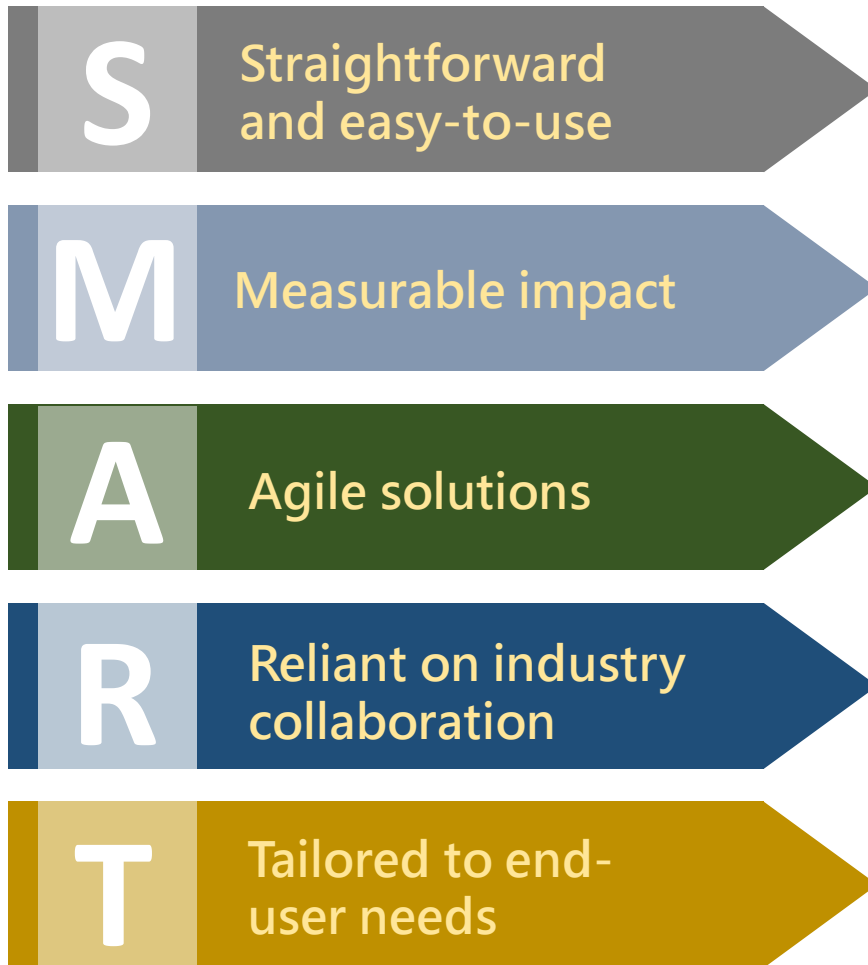 S
Straightforward
and easy-to-use
M
Measurable impact
A
Agile solutions
R
Reliant on industry
collaboration
T
Tailored to end-
user needs